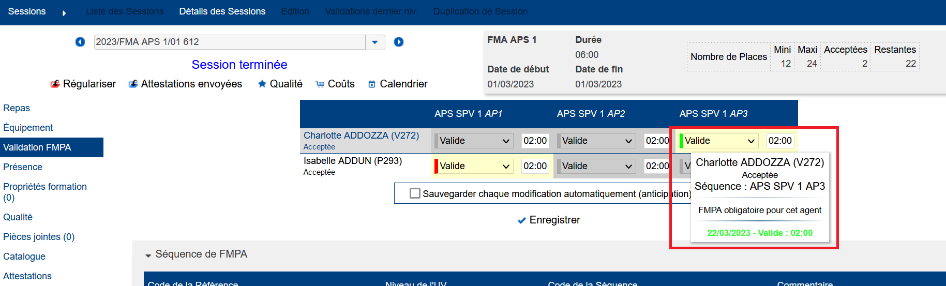 Sessions Liste des Sessions Détails des Sessions Edition Validations dernier niv. Duplication de Session
2023/FMA APS 1/01 612
Session terminée
Régulariser Attestations envoyées Qualité Coûts Calendrier
FMA APS 1 Durée
06:00
Date de début Date de fin
01/03/2023 01/03/2023
Nombre de Places Mini Maxi Acceptées Restantes
12 24 2 22
Repas
Équipement
Validation FMPA
Présence
Propriétés formation
(0)
Qualité
Pièces jointes (0)
Catalogue
Attestations
APS SPV 1 AP1 APS SPV 1 AP2 APS SPV 1 AP3
Charlotte ADDOZZA (V272) Valide 02:00 Valide 02:00 Valide 02:00
Acceptée
Isabelle ADDUN (P293) Valide 02:00 Valide 02:00
Acceptée
Charlotte ADDOZZA (V272)
Acceptée
Séquence : APS SPV 1 AP3
FMPA obligatoire pour cet agent
22/03/2023 - Valide : 02:00
Sauvegarder chaque modification automatiquement (anticipation)
Enregistrer
Séquence de FMPA
Code de la Référence Niveau de l'UV Code de la Séquence Commentaire